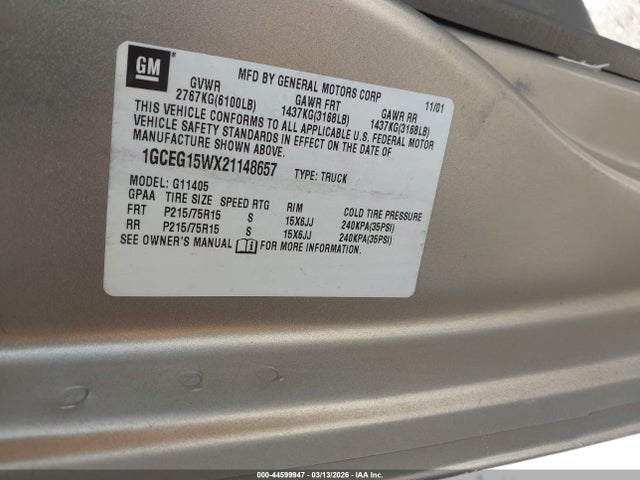 GM
MFD BY GENERAL MOTORS CORP 11/01
GVWR GAWR FRT GAWR RR
2767KG(6100LB) 1437KG(3168LB) 1437KG(3168LB)
THIS VEHICLE CONFORMS TO ALL APPLICABLE U.S. FEDERAL MOTOR
VEHICLE SAFETY STANDARDS IN EFFECT ON THE DATE OF
MANUFACTURE SHOWN ABOVE.
1GCEG15WX21148657 TYPE: TRUCK
MODEL: G11405
GPAA TIRE SIZE SPEED RTG RIM COLD TIRE PRESSURE
FRT P215/75R15 S 15X6JJ 240KPA(35PSI)
RR P215/75R15 S 15X6JJ 240KPA(35PSI)
SEE OWNER'S MANUAL FOR MORE INFORMATION.
000-44599947 - 03/13/2026 - IAA Inc.